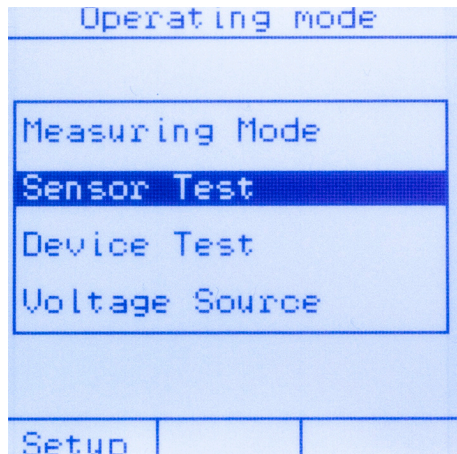 Operating mode
Measuring Mode
Sensor Test
Device Test
Voltage Source
Setup